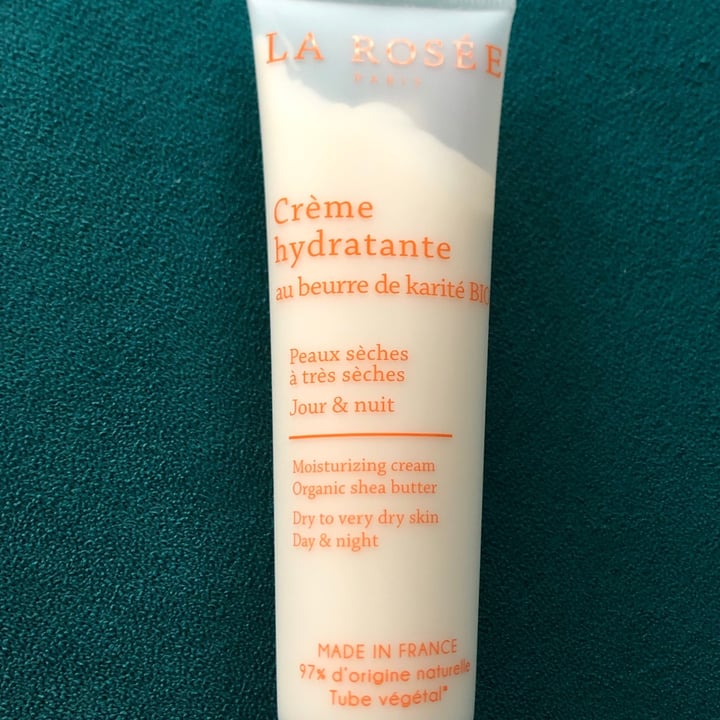 LA ROSÉE
PARIS
Crème
hydratante
au beurre de karité BIO
Peaux sèches
à très sèches
Jour & nuit
Moisturizing cream
Organic shea butter
Dry to very dry skin
Day & night
MADE IN FRANCE
97% d'origine naturelle
Tube végétal*